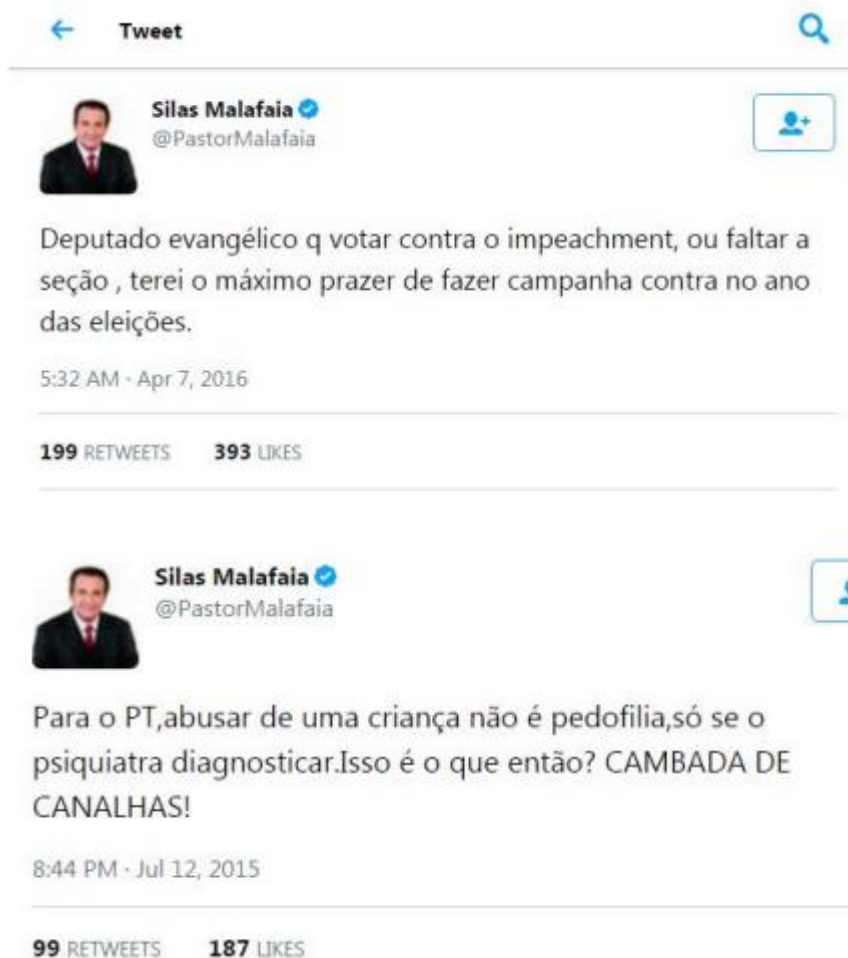 Tweet
Silas Malafaia
@PastorMalafaia
Deputado evangélico q votar contra o impeachment, ou faltar a
seção , terei o máximo prazer de fazer campanha contra no ano
das eleições.
5:32 AM · Apr 7, 2016
199 RETWEETS 393 LIKES
Silas Malafaia
@PastorMalafaia
Para o PT,abusar de uma criança não é pedofilia,só se o
psiquiatra diagnosticar.Isso é o que então? CAMBADA DE
CANALHAS!
8:44 PM · Jul 12, 2015
99 RETWEETS 187 LIKES